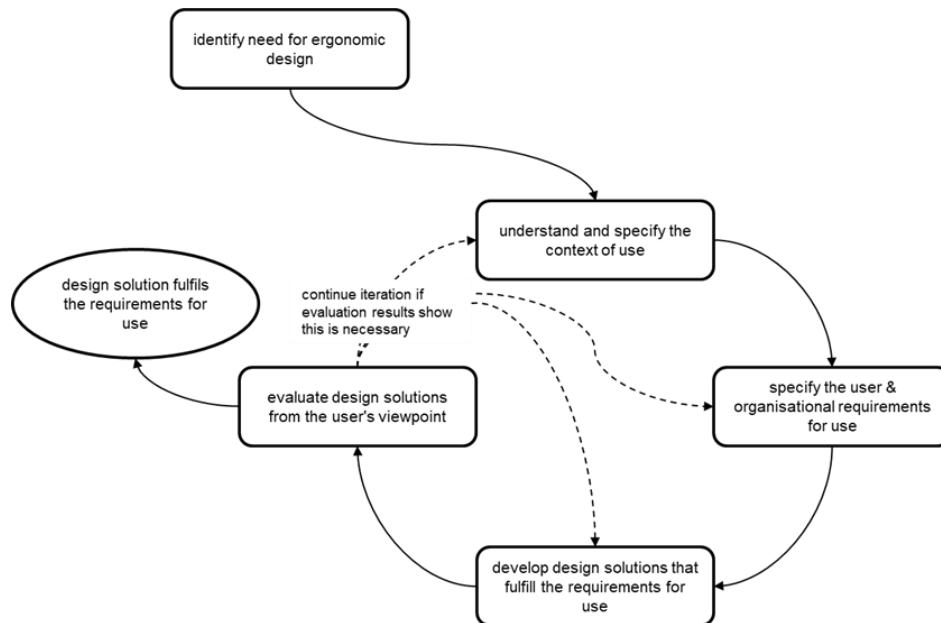 identify need for ergonomic
design
understand and specify the
context of use
design solution fulfils
the requirements for
use
continue iteration if
evaluation results show
this is necessary
evaluate design solutions
from the user's viewpoint
specify the user &
organisational requirements
for use
develop design solutions that
fulfill the requirements for
use